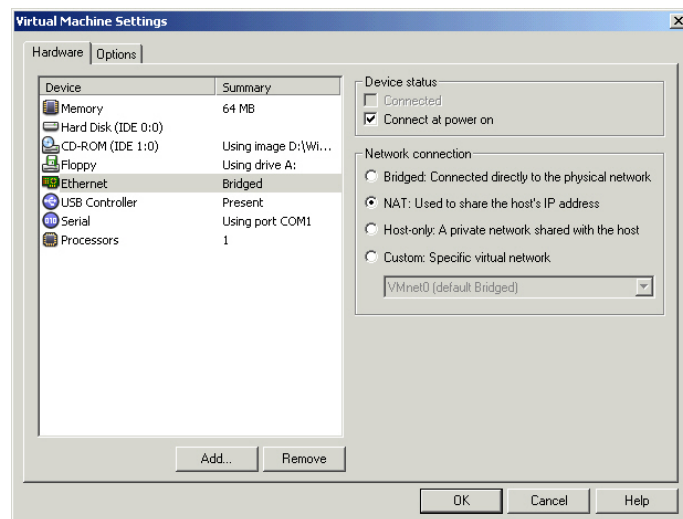 Virtual Machine Settings
Hardware
Options
Device Summary
Memory 64 MB
Hard Disk (IDE 0:0)
CD-ROM (IDE 1:0) Using image D:\Wi...
Floppy Using drive A:
Ethernet Bridged
USB Controller Present
Serial Using port COM1
Processors 1
Add...
Remove
Device status
Connected
Connect at power on
Network connection
Bridged: Connected directly to the physical network
NAT: Used to share the host's IP address
Host-only: A private network shared with the host
Custom: Specific virtual network
VMnet0 (default Bridged)
OK
Cancel
Help